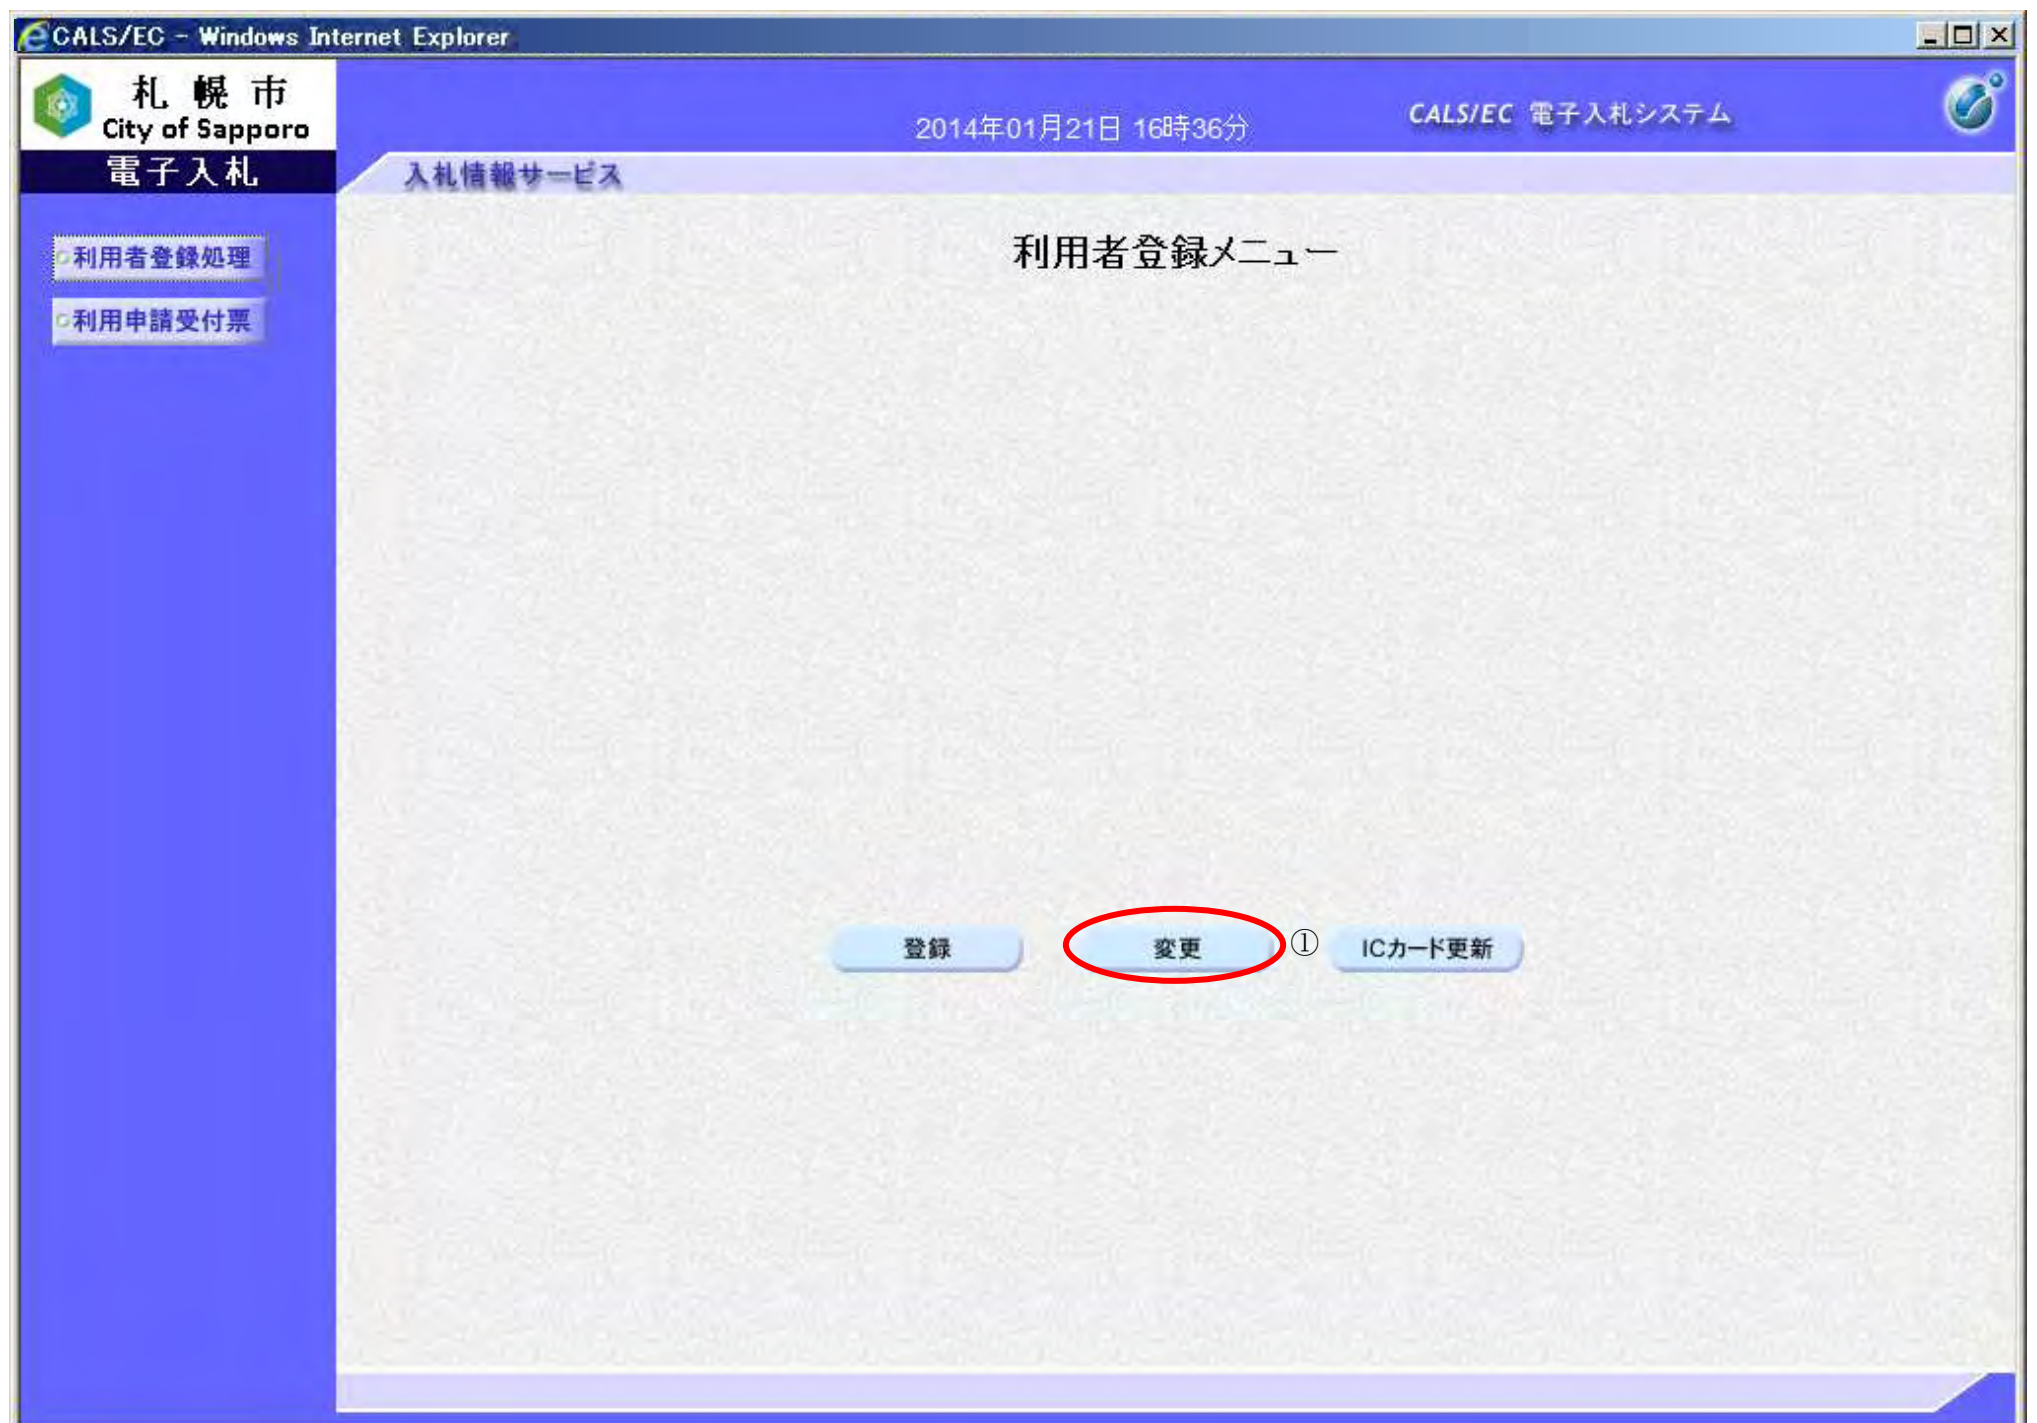 CALS/EC - Windows Internet Explorer
札幌市
City of Sapporo
2014年01月21日 16時36分
CALS/EC 電子入札システム
電子入札
入札情報サービス
利用者登録処理
利用申請受付票
利用者登録メニュー
登録
変更
①
ICカード更新